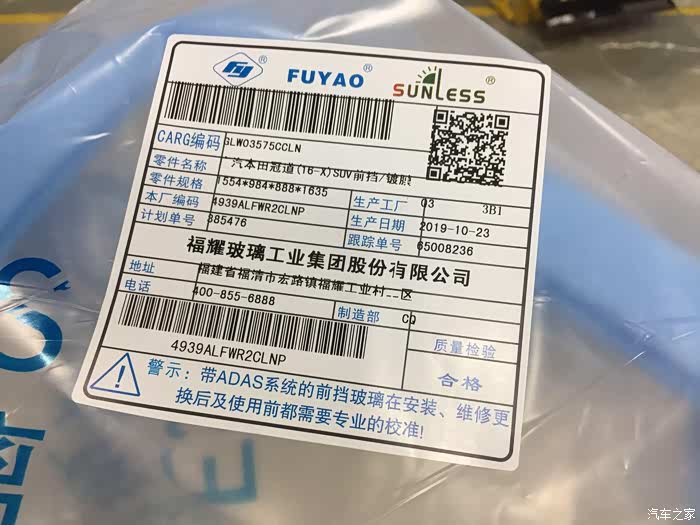 FUYAO® SUNLESS®
CARG编码 GLW03575CCLN
零件名称 汽本田冠道(16-X)SUV前挡/镀膜
零件规格 1554*984*888*1635 生产工厂 03 3BI
本厂编码 4939ALFWR2CLNP 生产日期 2019-10-23
计划单号 385476 跟踪单号 65008236
福耀玻璃工业集团股份有限公司
地址 福建省福清市宏路镇福耀工业村 区
电话 400-855-6888 制造部 CQ
4939ALFWR2CLNP
质量检验
合格
警示:带ADAS系统的前挡玻璃在安装、维修更
换后及使用前都需要专业的校准!
汽车之家